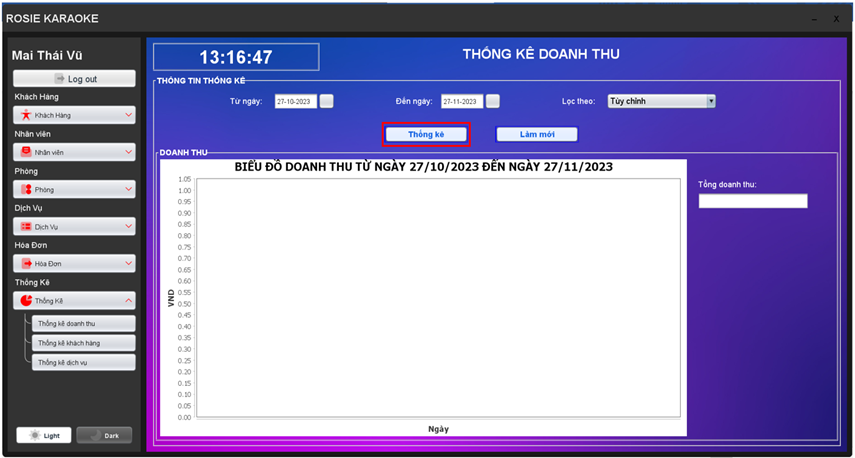 ROSIE KARAOKE
– X
Mai Thái Vũ
Log out
Khách Hàng
Khách Hàng
Nhân viên
Nhân viên
Phòng
Phòng
Dịch Vụ
Dịch Vụ
Hóa Đơn
Hóa Đơn
Thống Kê
Thống Kê
Thống kê doanh thu
Thống kê khách hàng
Thống kê dịch vụ
Light
Dark
13:16:47
THỐNG KÊ DOANH THU
THÔNG TIN THỐNG KÊ
Từ ngày: 27-10-2023 Đến ngày: 27-11-2023 Lọc theo: Tùy chỉnh
Thống kê Làm mới
DOANH THU
BIỂU ĐỒ DOANH THU TỪ NGÀY 27/10/2023 ĐẾN NGÀY 27/11/2023
1.05
1.00
0.95
0.90
0.85
0.80
0.75
0.70
0.65
0.60
0.55
0.50
0.45
0.40
0.35
0.30
0.25
0.20
0.15
0.10
0.05
0.00
VND
Ngày
Tổng doanh thu: